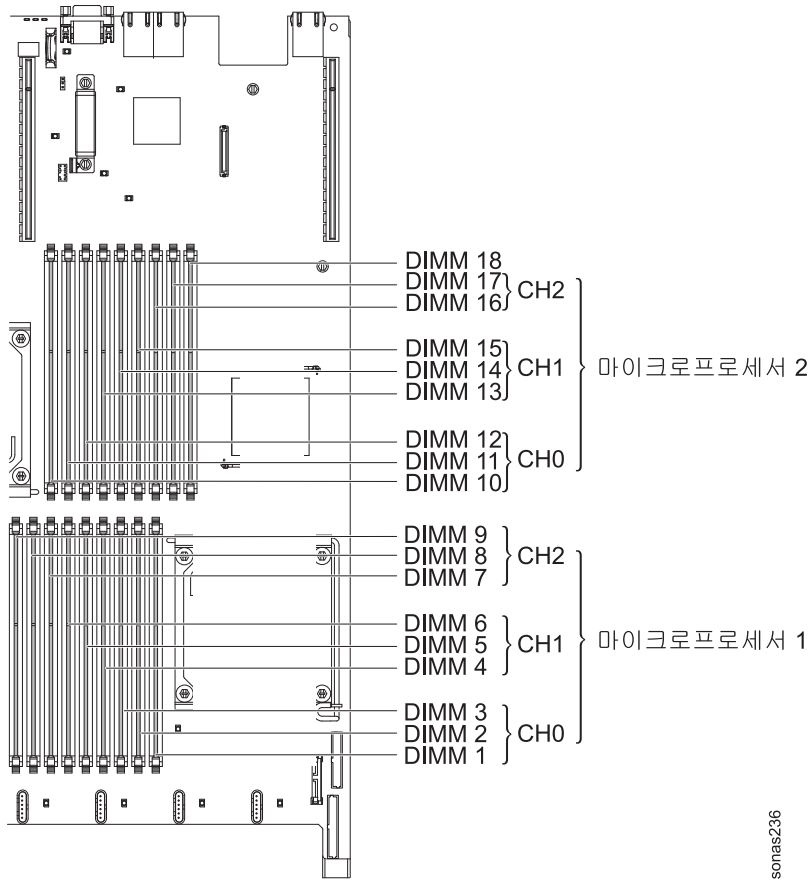 DIMM 18
DIMM 17
DIMM 16
CH2
DIMM 15
DIMM 14
DIMM 13
CH1
마이크로프로세서 2
DIMM 12
DIMM 11
DIMM 10
CH0
DIMM 9
DIMM 8
DIMM 7
CH2
DIMM 6
DIMM 5
DIMM 4
CH1
마이크로프로세서 1
DIMM 3
DIMM 2
DIMM 1
CH0
sonas236